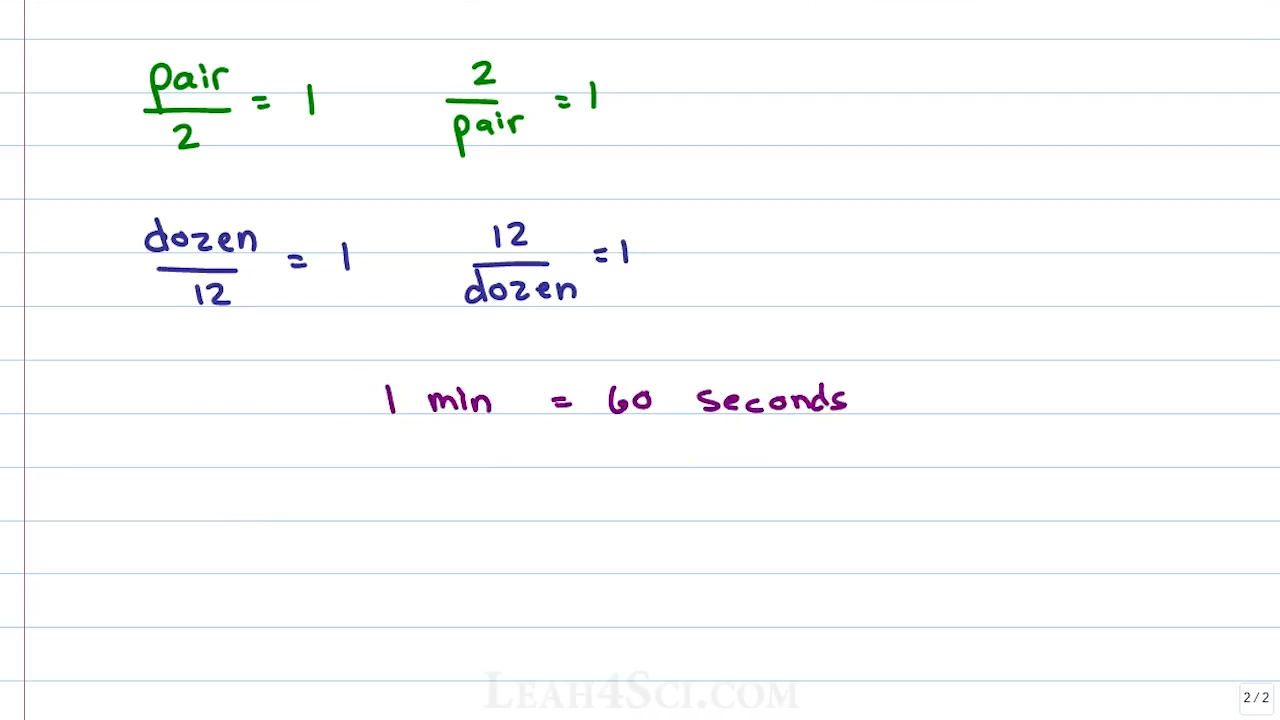 pair/2 = 1 2/pair = 1
dozen/12 = 1 12/dozen = 1
1 min = 60 seconds
LEAH4SCI.COM
2/2